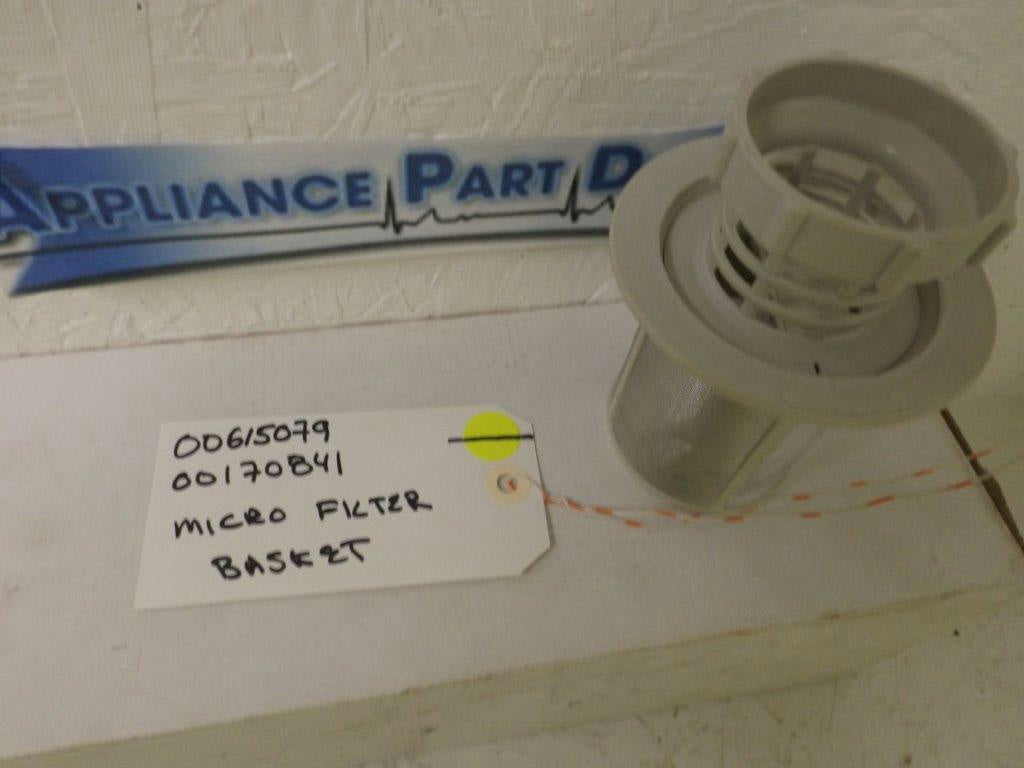 APPLIANCE PART D
00615079
00170841
MICRO FILTER
BASKET